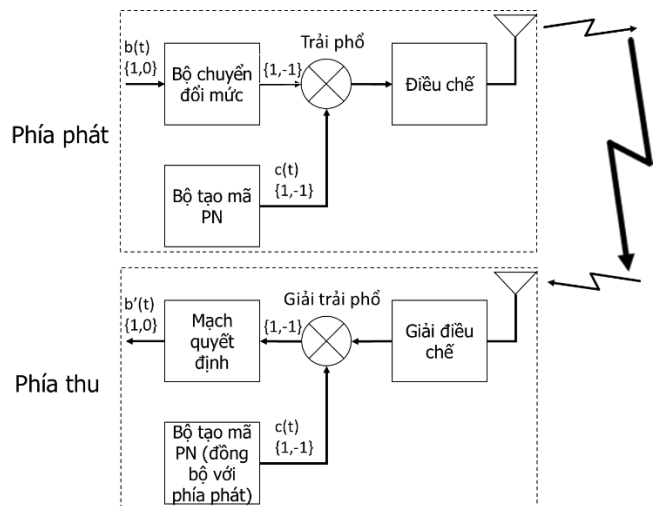 b(t)
{1,0}
Bộ chuyển
đổi mức
{1,-1}
Trải phổ
Điều chế
Phía phát
Bộ tạo mã
PN
c(t)
{1,-1}
b’(t)
{1,0}
Mạch
quyết
định
{1,-1}
Giải trải phổ
Giải điều
chế
Phía thu
Bộ tạo mã
PN (đồng
bộ với
phía phát)
c(t)
{1,-1}